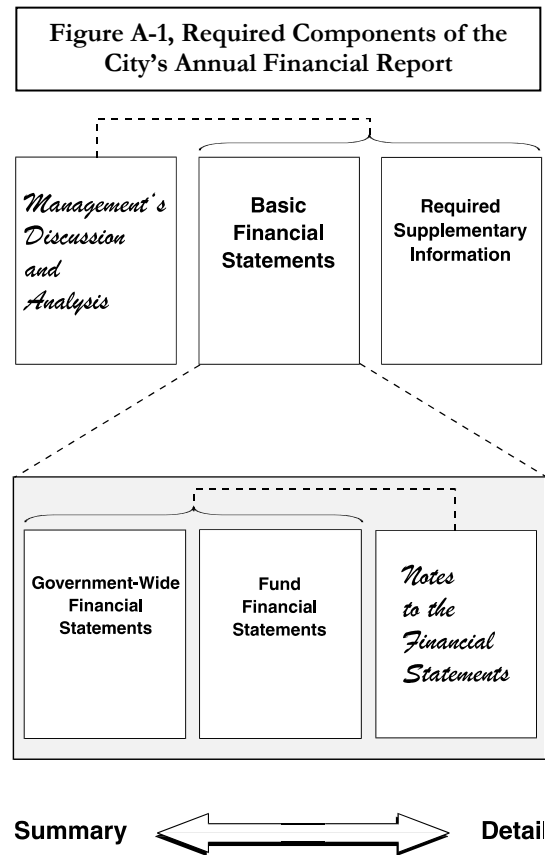 Figure A-1, Required Components of the
City's Annual Financial Report
Management's
Discussion
and
Analysis
Basic
Financial
Statements
Required
Supplementary
Information
Government-Wide
Financial
Statements
Fund
Financial
Statements
Notes
to the
Financial
Statements
Summary
Detail